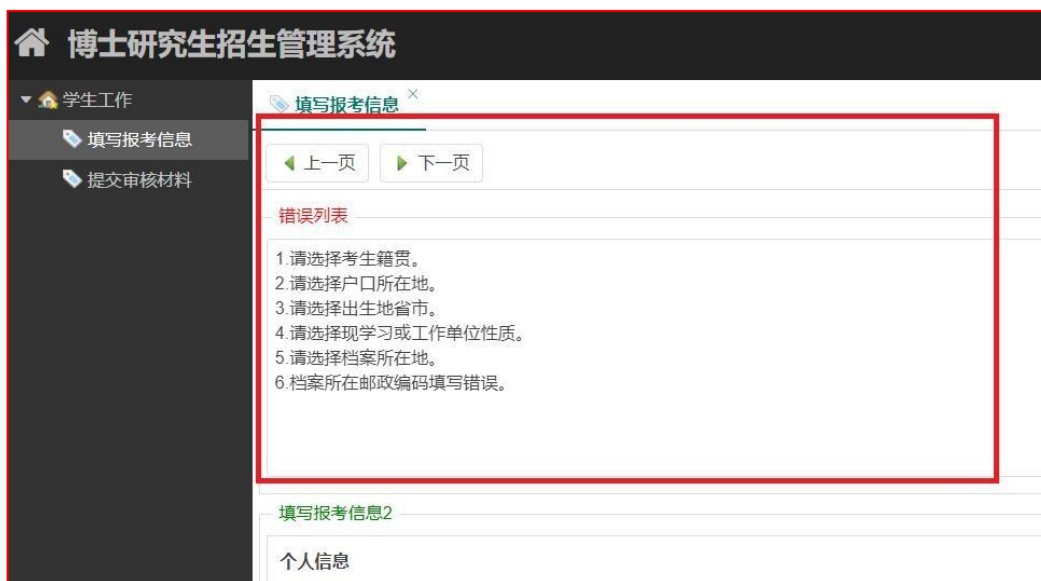 博士研究生招生管理系统
学生工作
填写报考信息
提交审核材料
填写报考信息 ×
上一页 下一页
错误列表
1.请选择考生籍贯。
2.请选择户口所在地。
3.请选择出生地省市。
4.请选择现学习或工作单位性质。
5.请选择档案所在地。
6.档案所在邮政编码填写错误。
填写报考信息2
个人信息